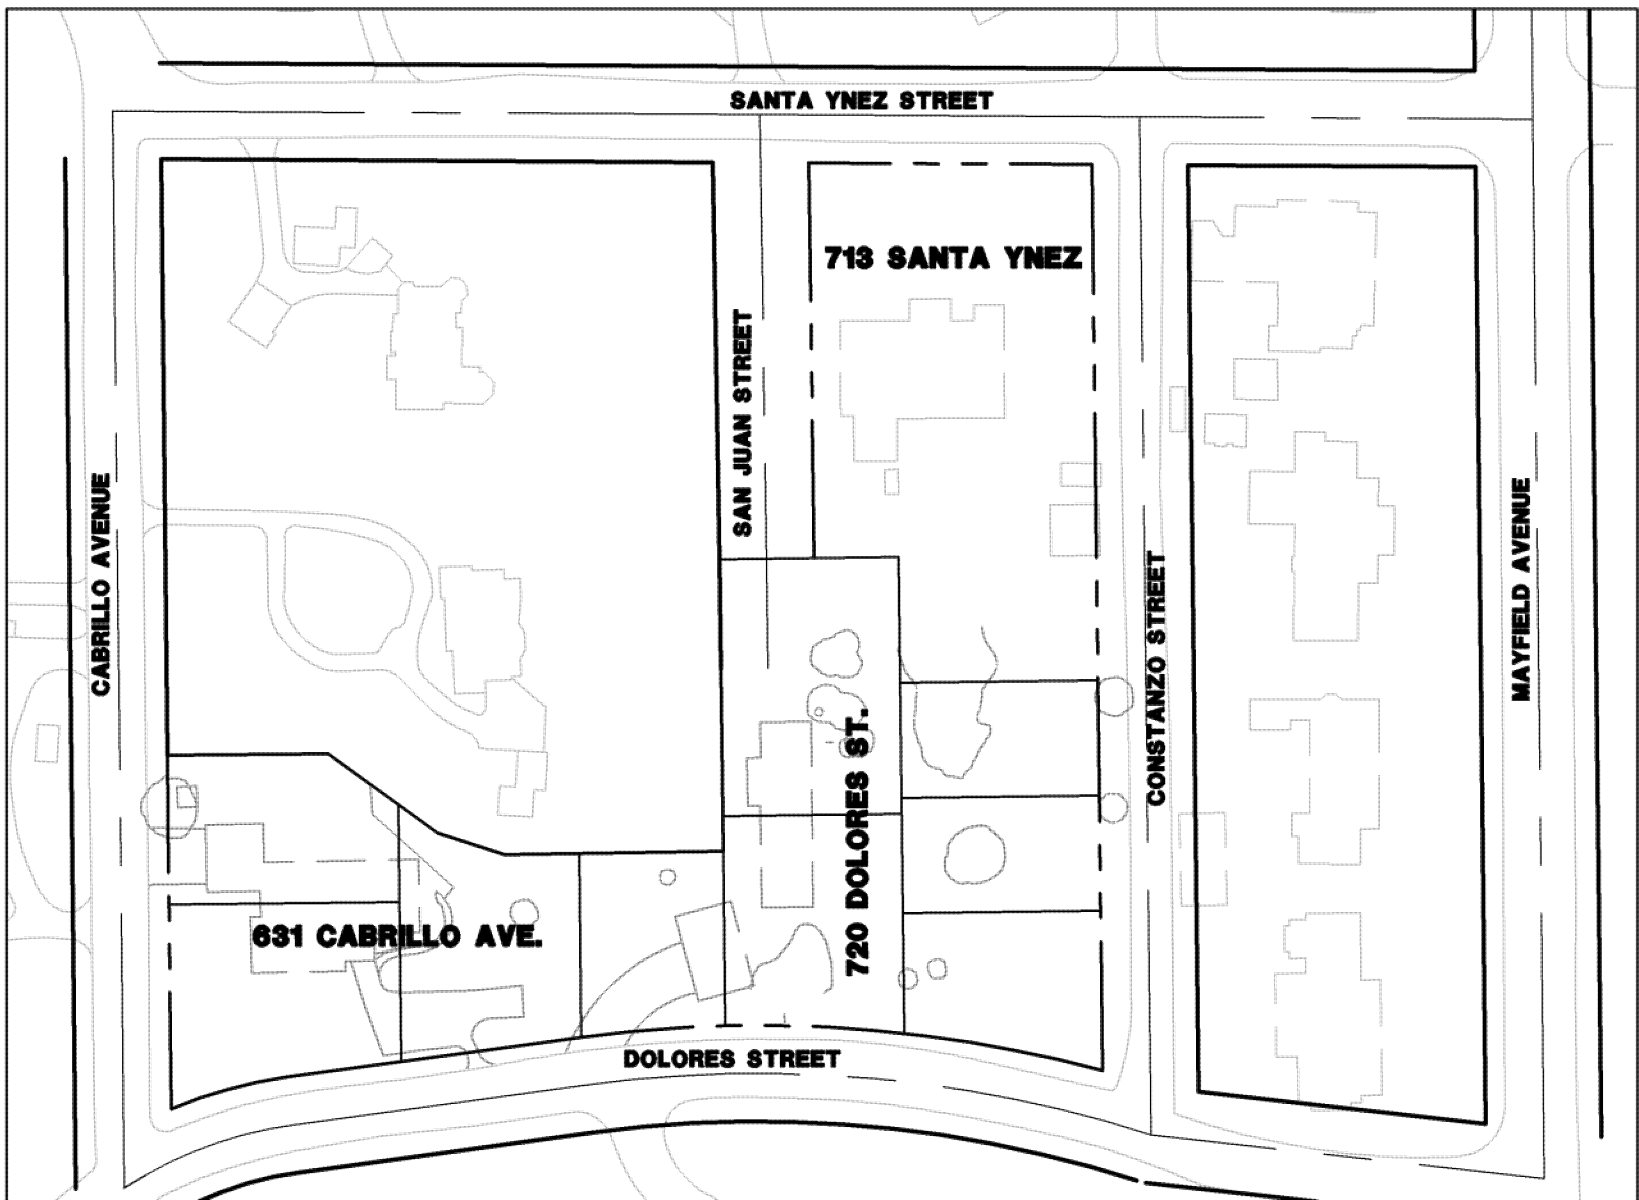 SANTA YNEZ STREET
713 SANTA YNEZ
SAN JUAN STREET
CABRILLO AVENUE
MAYFIELD AVENUE
CONSTANZO STREET
720 DOLORES ST.
631 CABRILLO AVE.
DOLORES STREET